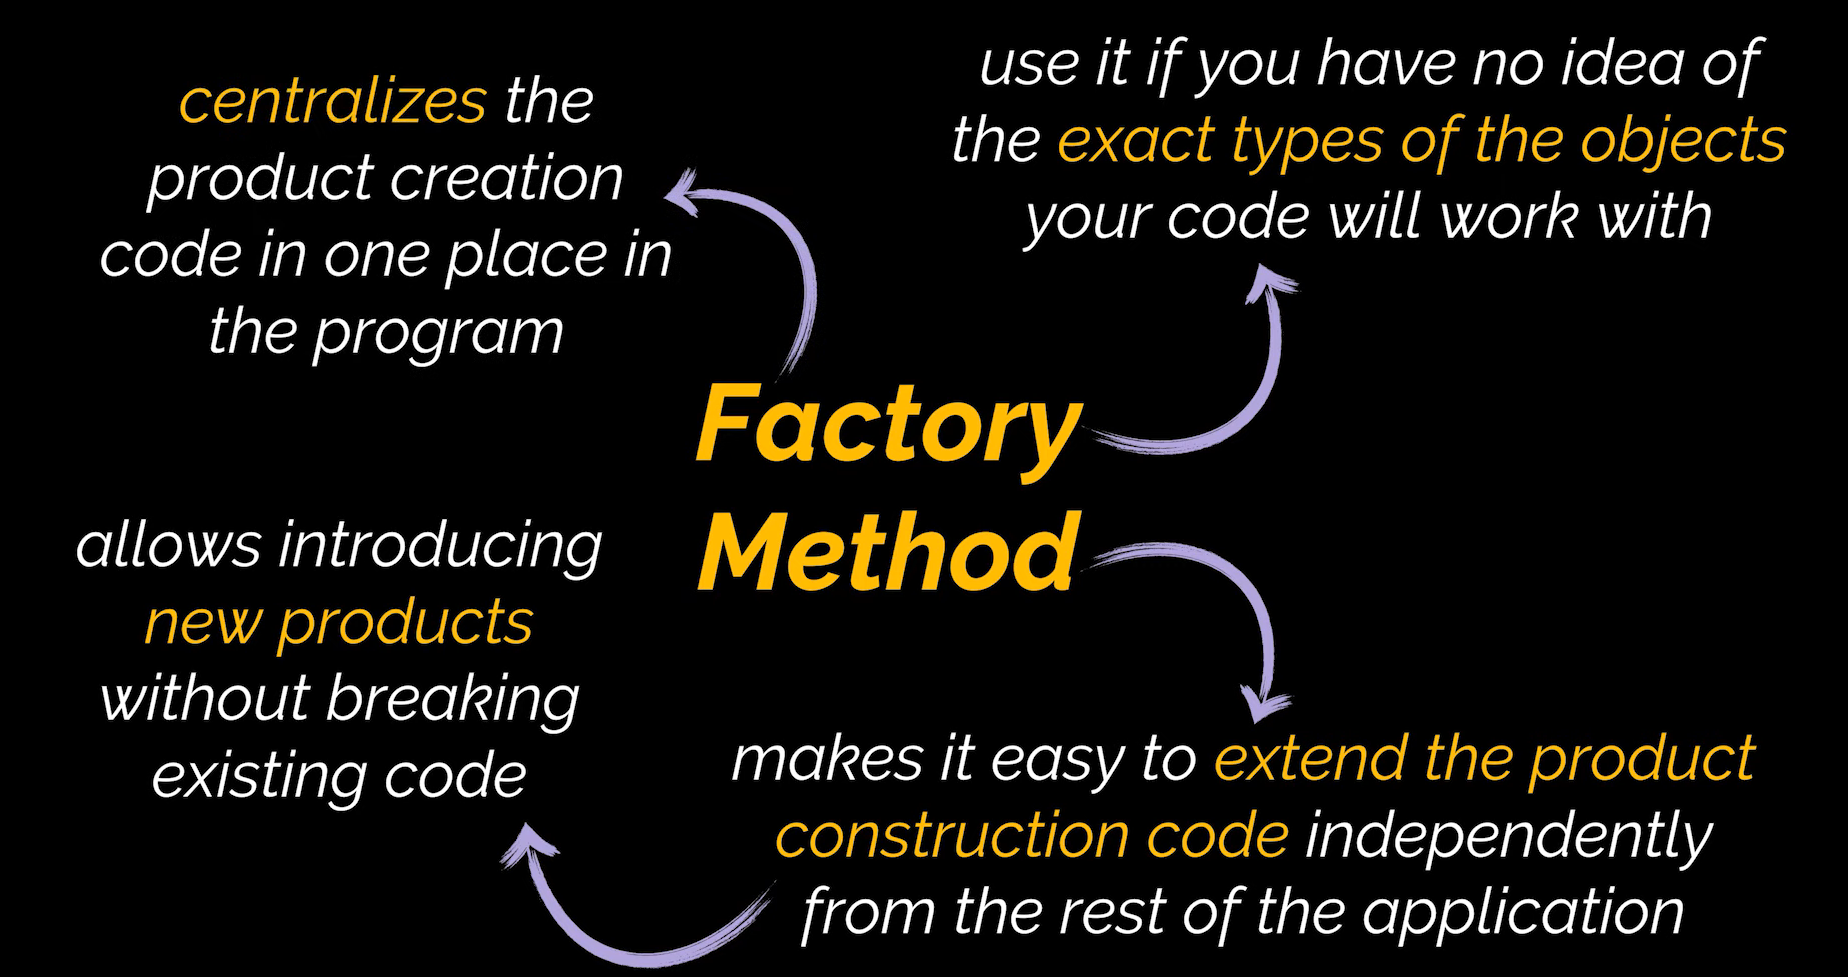 centralizes the
product creation
code in one place in
the program
use it if you have no idea of
the exact types of the objects
your code will work with
Factory
Method
allows introducing
new products
without breaking
existing code
makes it easy to extend the product
construction code independently
from the rest of the application